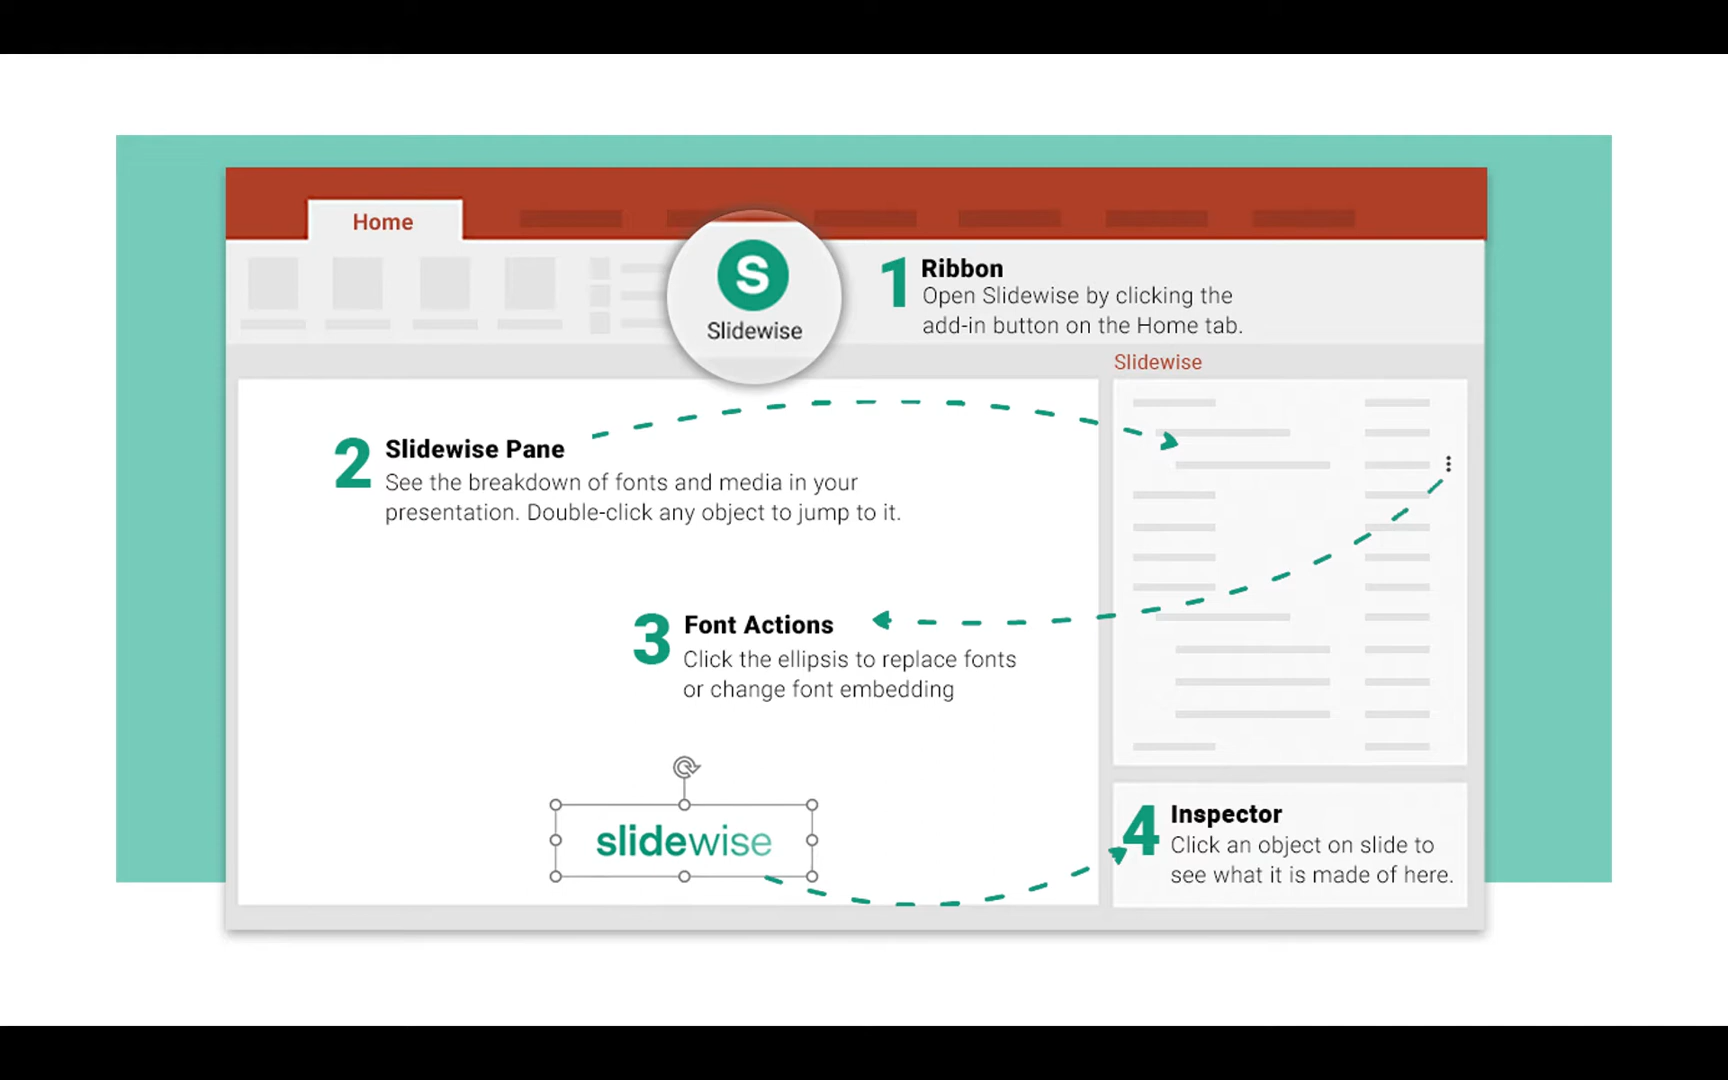 Home
S
Slidewise
1 Ribbon
Open Slidewise by clicking the
add-in button on the Home tab.
Slidewise
2 Slidewise Pane
See the breakdown of fonts and media in your
presentation. Double-click any object to jump to it.
3 Font Actions
Click the ellipsis to replace fonts
or change font embedding
slidewise
4 Inspector
Click an object on slide to
see what it is made of here.